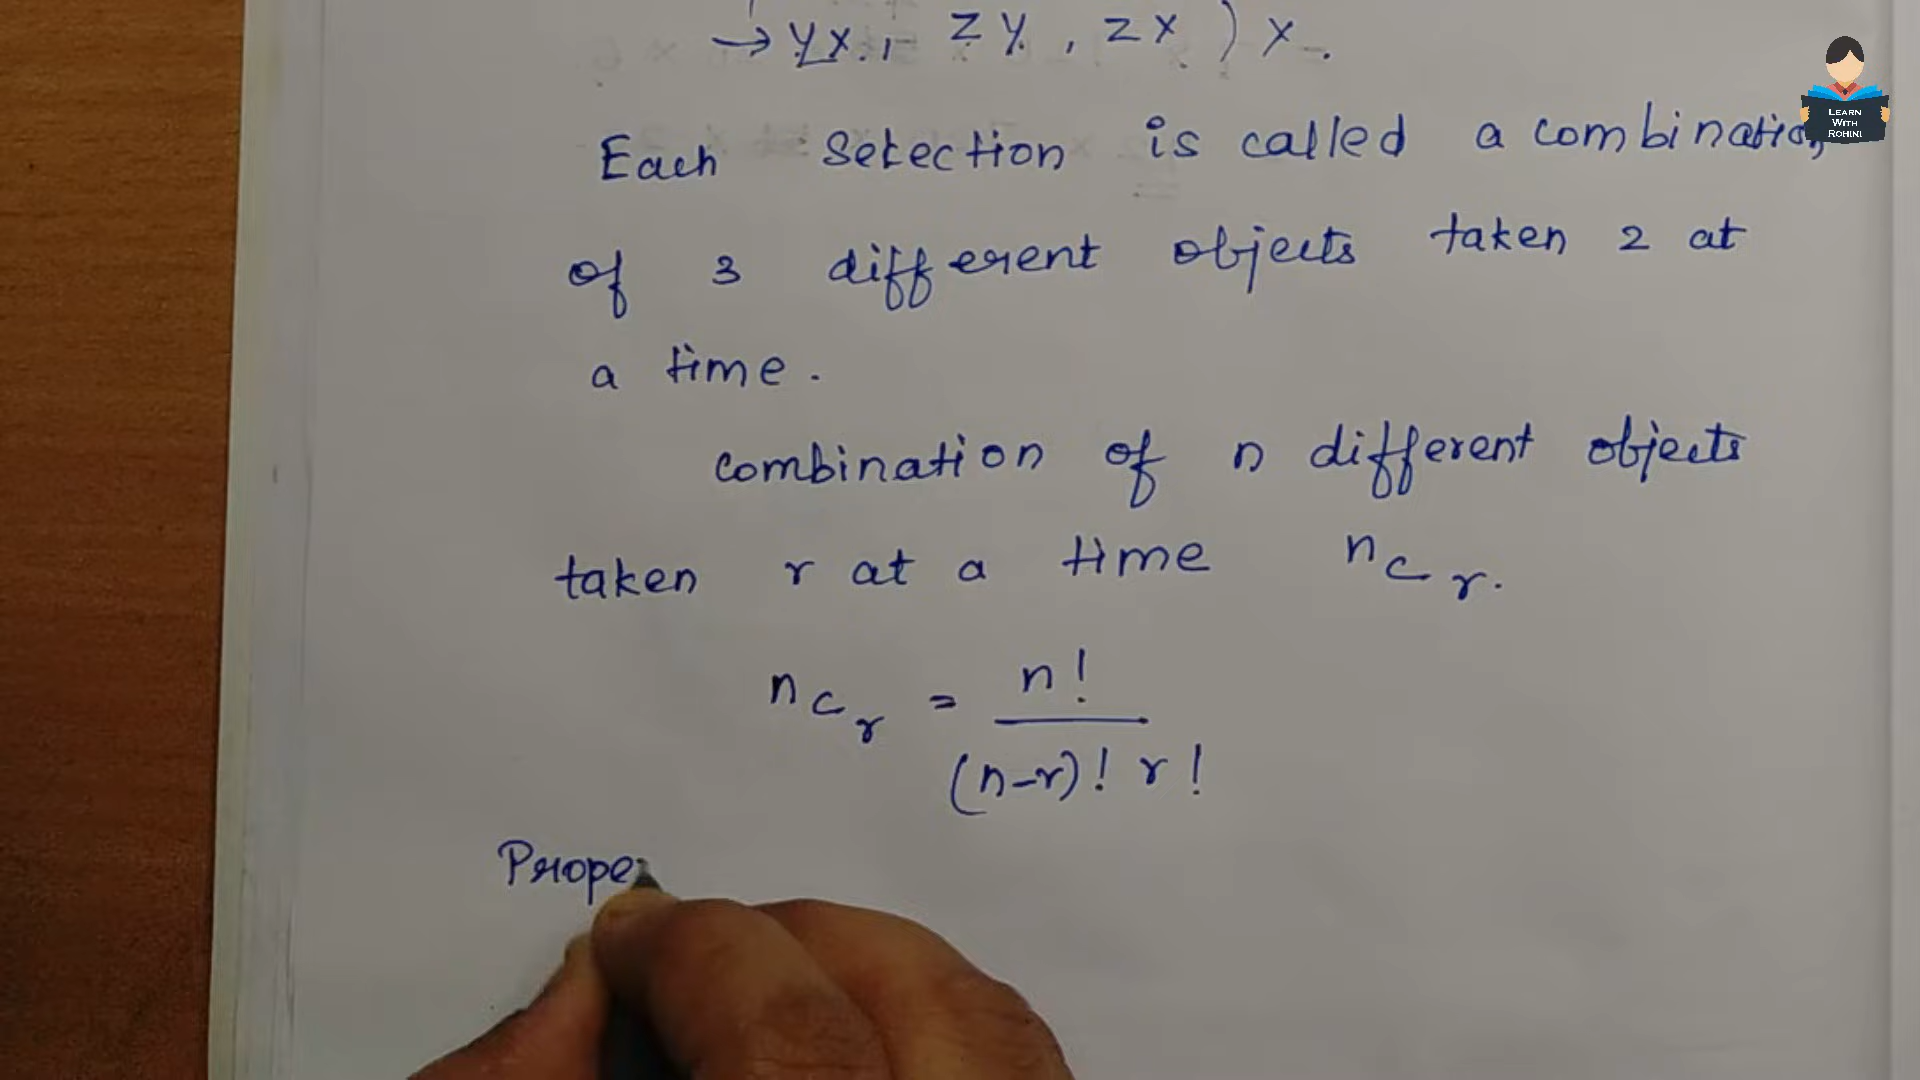 → yx, zy, zx ) x.
Each Selection is called a combination
of 3 different objects taken 2 at
a time.
combination of n different objects
taken r at a time nCr.
nCr = n!
(n-r)! r!
Prope
LEARN
WITH
ROHINI